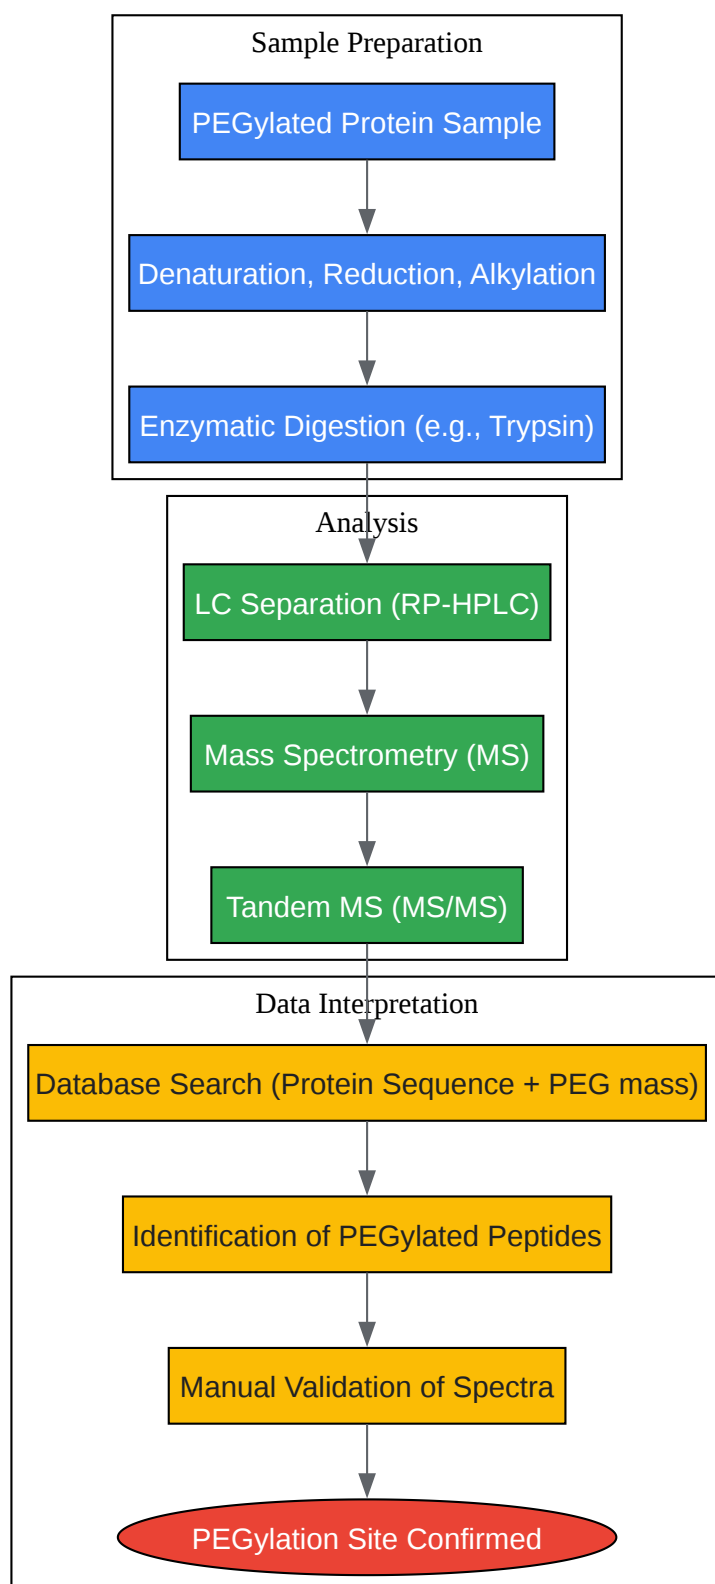 Sample Preparation
PEGylated Protein Sample
Denaturation, Reduction, Alkylation
Enzymatic Digestion (e.g., Trypsin)
Analysis
LC Separation (RP-HPLC)
Mass Spectrometry (MS)
Tandem MS (MS/MS)
Data Interpretation
Database Search (Protein Sequence + PEG mass)
Identification of PEGylated Peptides
Manual Validation of Spectra
PEGylation Site Confirmed